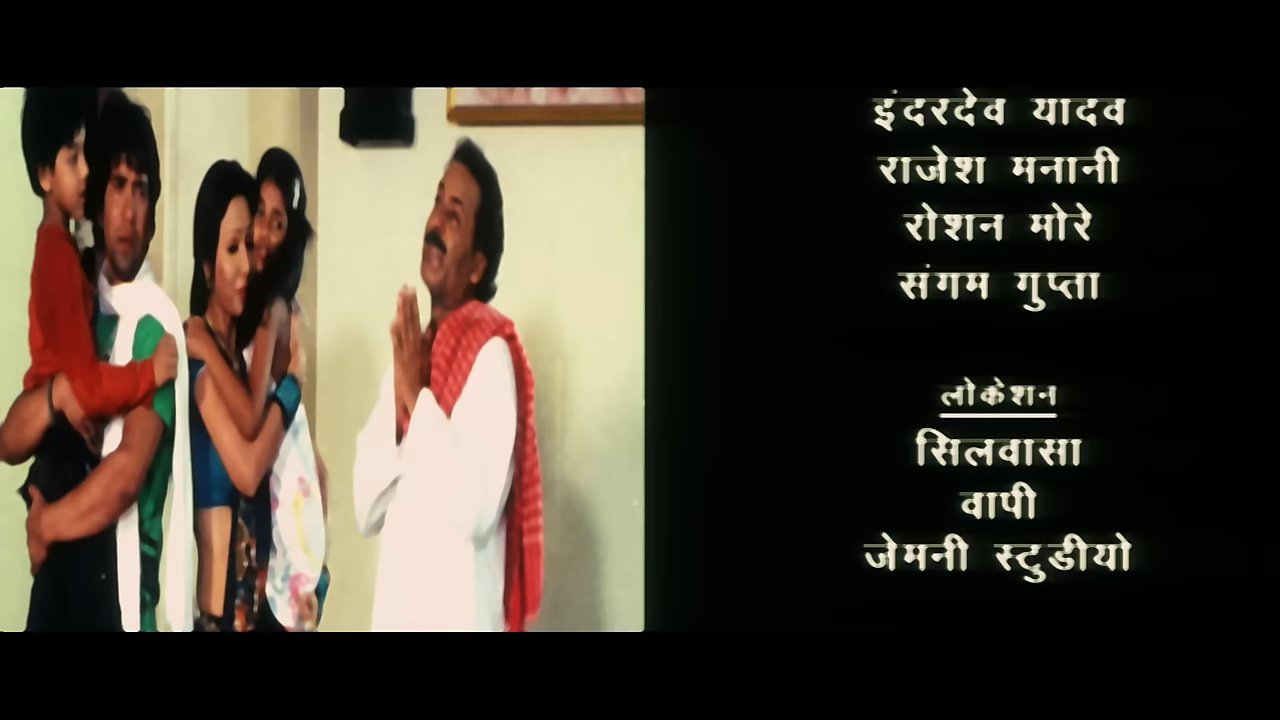 इंदरदेव यादव
राजेश मनानी
रोशन मोरे
संगम गुप्ता
लोकेशन
सिलवासा
वापी
जेमनी स्टुडीयो